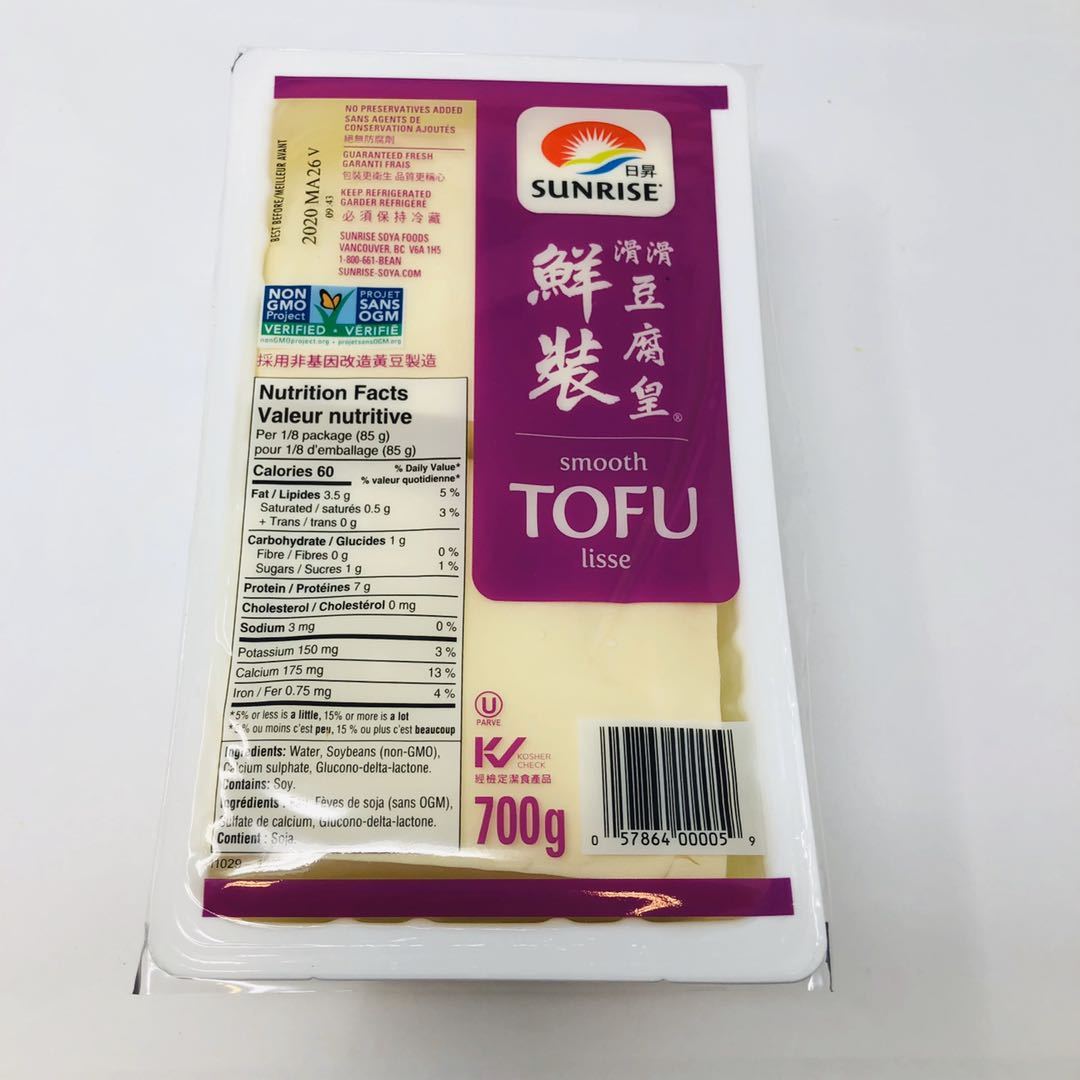 BEST BEFORE/MEILLEUR AVANT
2020 MA 26 V
09:43
NO PRESERVATIVES ADDED
SANS AGENTS DE
CONSERVATION AJOUTÉS
絕無防腐劑
GUARANTEED FRESH
GARANTI FRAIS
包裝更衛生 品質更稱心
KEEP REFRIGERATED
GARDER RÉFRIGÉRÉ
必須保持冷藏
SUNRISE SOYA FOODS
VANCOUVER, BC V6A 1H5
1-800-661-BEAN
SUNRISE-SOYA.COM
NON
GMO
Project
VERIFIED
PROJET
SANS
OGM
VÉRIFIÉ
nonGMOproject.org • projetsansOGM.org
採用非基因改造黃豆製造
日昇
SUNRISE
鮮裝
滑滑豆腐皇®
smooth
TOFU
lisse
Nutrition Facts
Valeur nutritive
Per 1/8 package (85 g)
pour 1/8 d'emballage (85 g)
Calories 60
% Daily Value*
% valeur quotidienne*
Fat / Lipides 3.5 g 5 %
Saturated / saturés 0.5 g
+ Trans / trans 0 g 3 %
Carbohydrate / Glucides 1 g
Fibre / Fibres 0 g 0 %
Sugars / Sucres 1 g 1 %
Protein / Protéines 7 g
Cholesterol / Cholestérol 0 mg
Sodium 3 mg 0 %
Potassium 150 mg 3 %
Calcium 175 mg 13 %
Iron / Fer 0.75 mg 4 %
*5% or less is a little, 15% or more is a lot
*5% ou moins c'est peu, 15 % ou plus c'est beaucoup
Ingredients: Water, Soybeans (non-GMO),
Calcium sulphate, Glucono-delta-lactone.
Contains: Soy.
Ingrédients : Fèves de soja (sans OGM),
Sulfate de calcium, Glucono-delta-lactone.
Contient : Soja.
11029
U
PARVE
KV
KOSHER
CHECK
經檢定潔食產品
700g
0 57864 00005 9